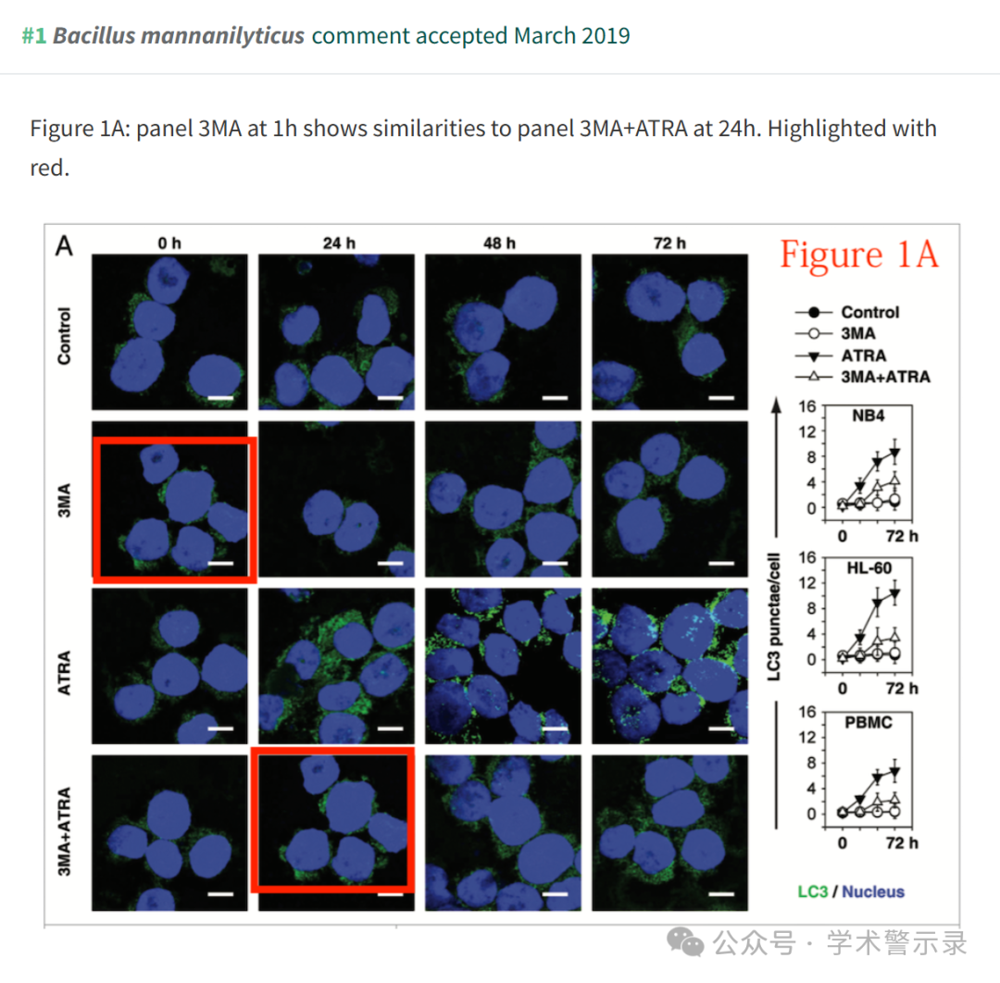 #1 Bacillus mannanilyticus comment accepted March 2019
Figure 1A: panel 3MA at 1h shows similarities to panel 3MA+ATRA at 24h. Highlighted with
red.
A
0 h
24 h
48 h
72 h
Figure 1A
Control
3MA
ATRA
3MA+ATRA
Control
3MA
ATRA
3MA+ATRA
LC3 punctae/cell
16
12
8
4
0
NB4
0
72 h
16
12
8
4
0
HL-60
0
72 h
16
12
8
4
0
PBMC
0
72 h
LC3 / Nucleus
公众号 · 学术警示录